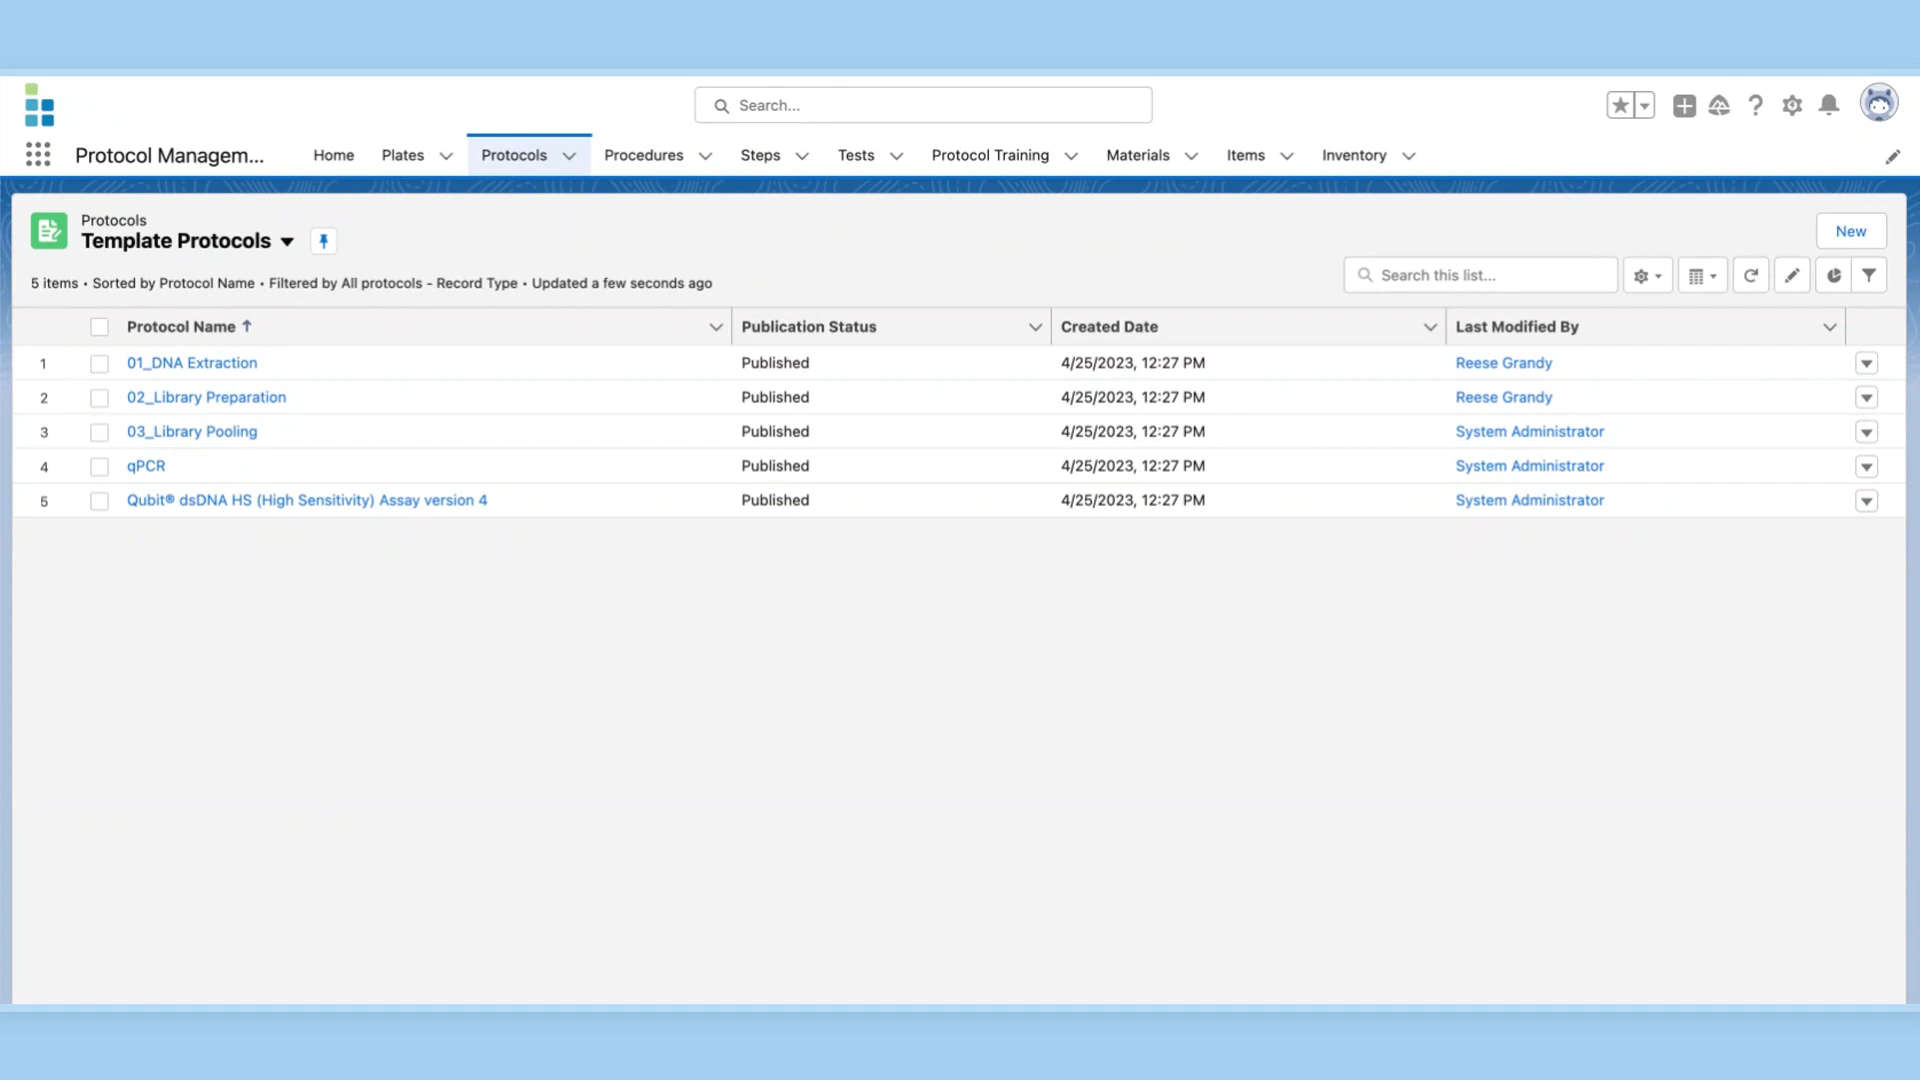 Search...
Protocol Managem...
Home Plates Protocols Procedures Steps Tests Protocol Training Materials Items Inventory
Protocols
Template Protocols
New
5 items • Sorted by Protocol Name • Filtered by All protocols - Record Type • Updated a few seconds ago
Search this list...
Protocol Name Publication Status Created Date Last Modified By
1 01_DNA Extraction Published 4/25/2023, 12:27 PM Reese Grandy
2 02_Library Preparation Published 4/25/2023, 12:27 PM Reese Grandy
3 03_Library Pooling Published 4/25/2023, 12:27 PM System Administrator
4 qPCR Published 4/25/2023, 12:27 PM System Administrator
5 Qubit® dsDNA HS (High Sensitivity) Assay version 4 Published 4/25/2023, 12:27 PM System Administrator